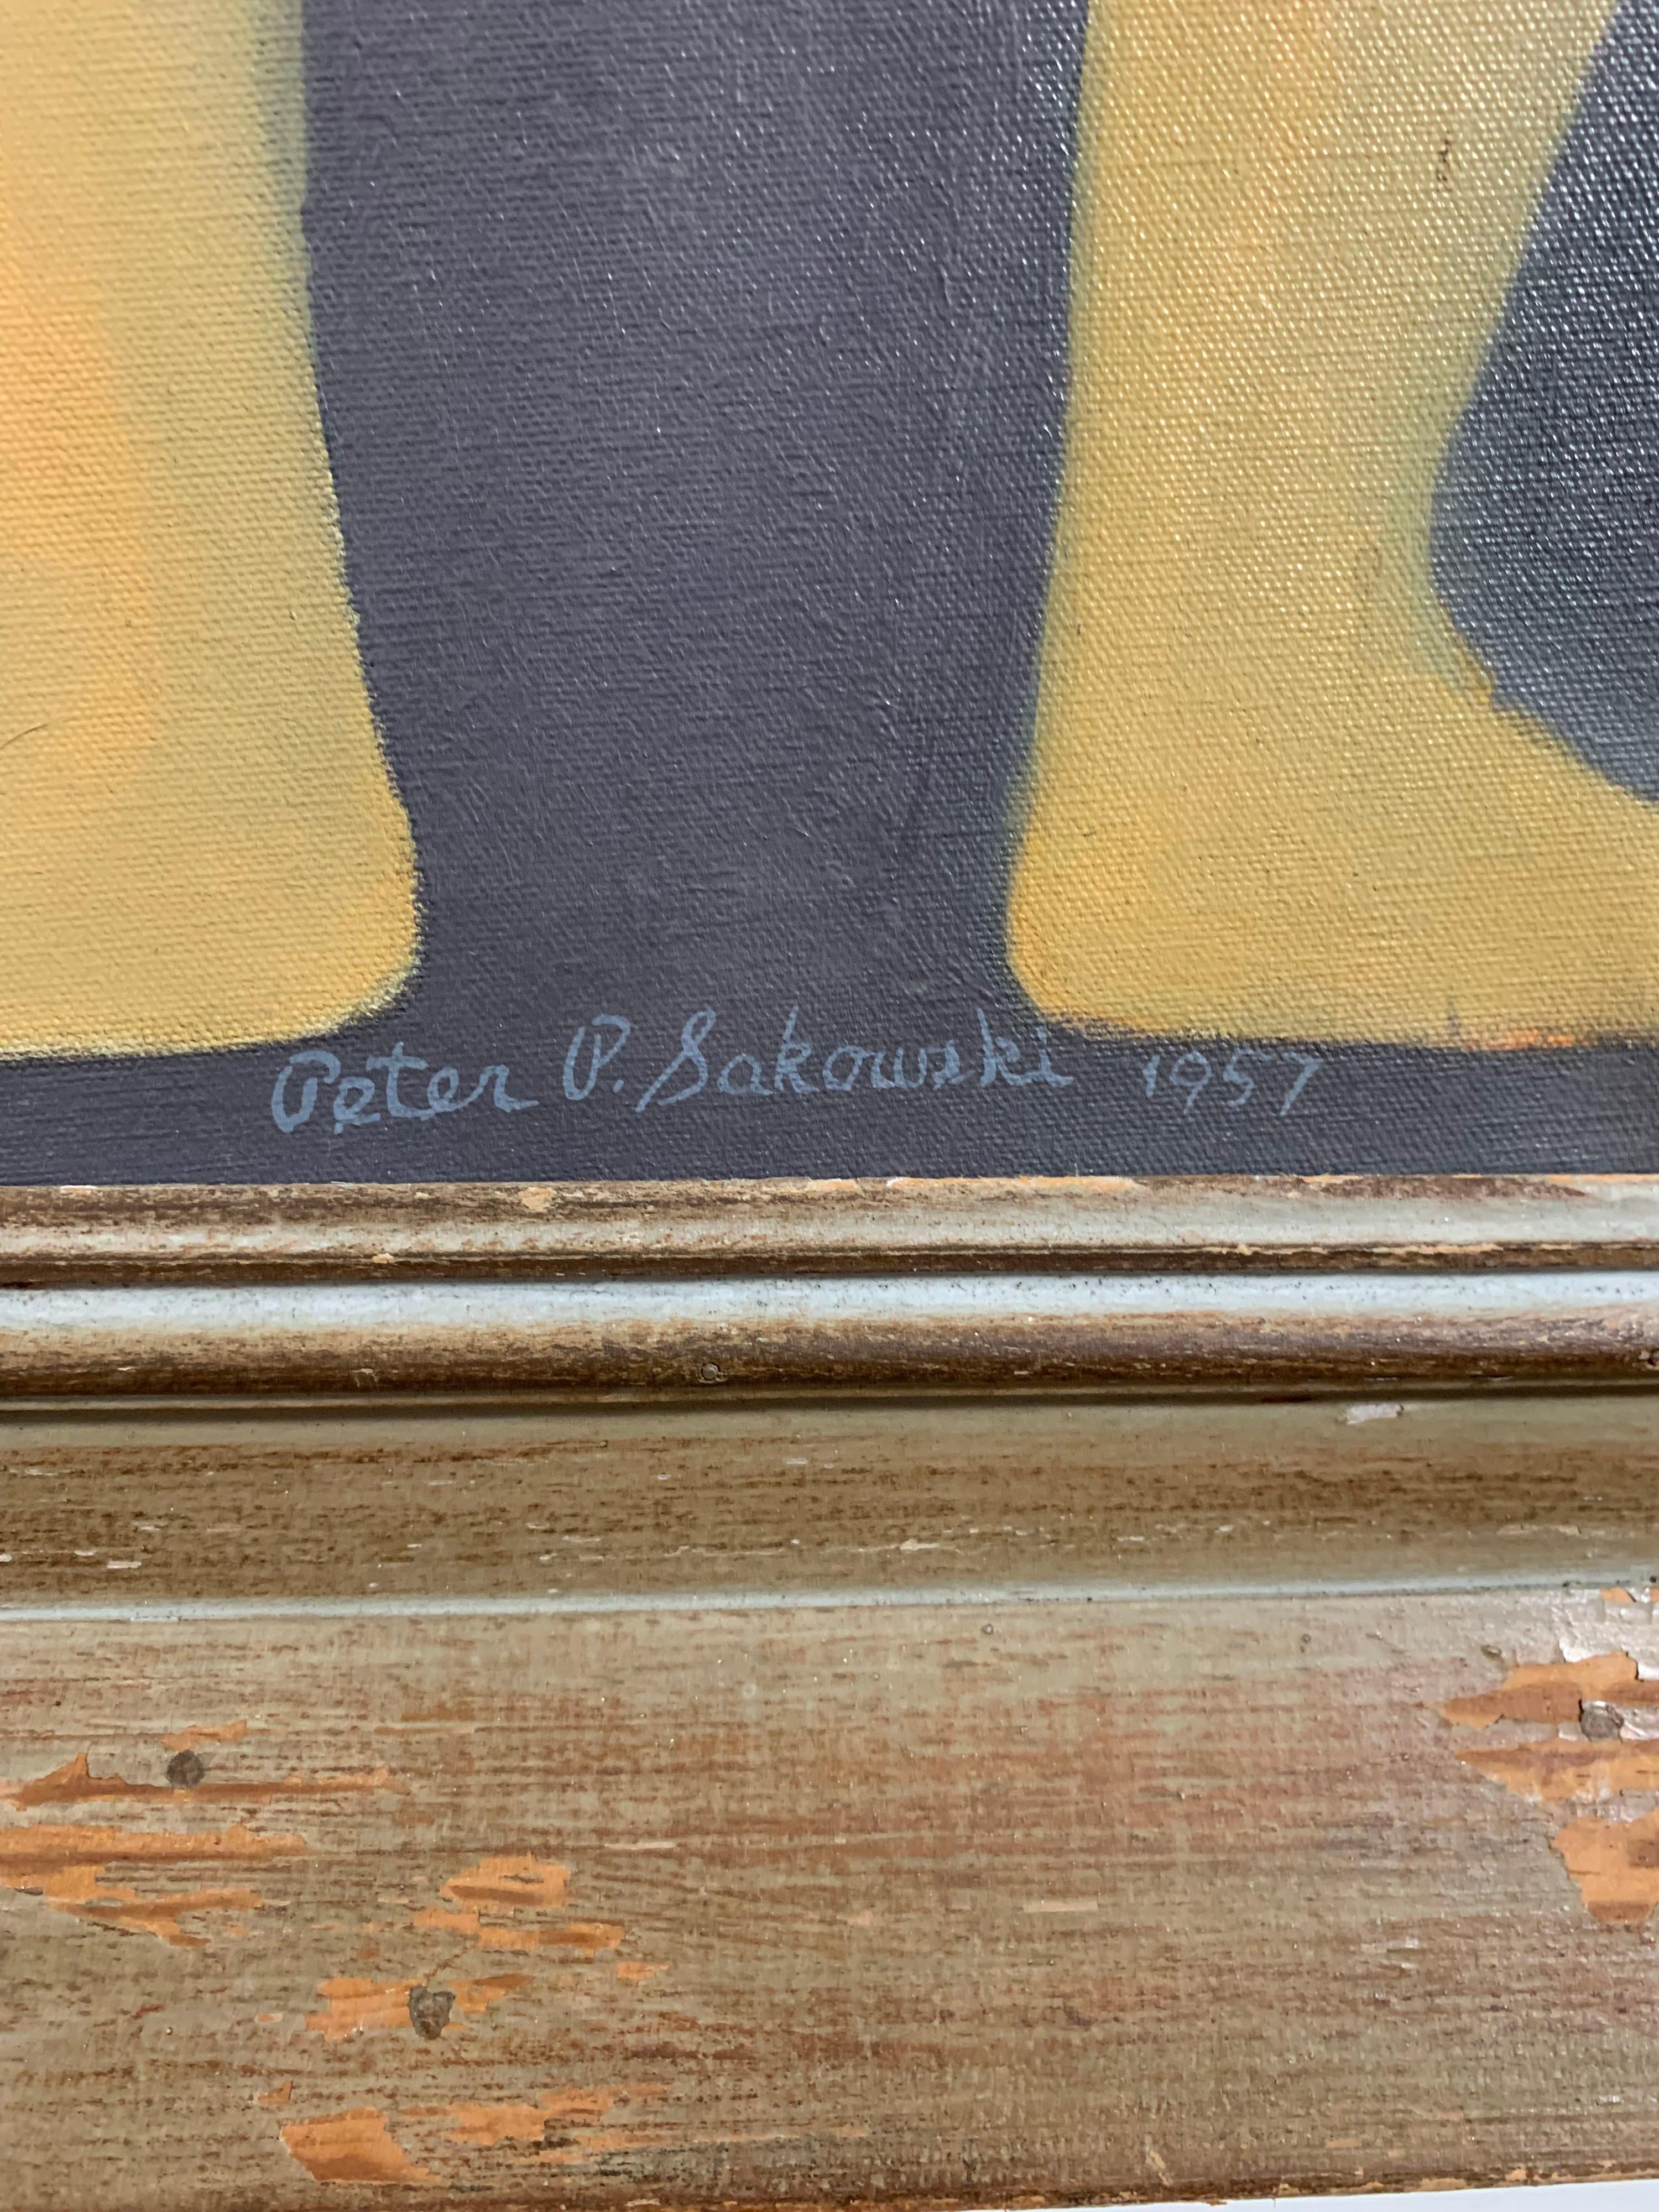 Peter P. Sakowski 1957